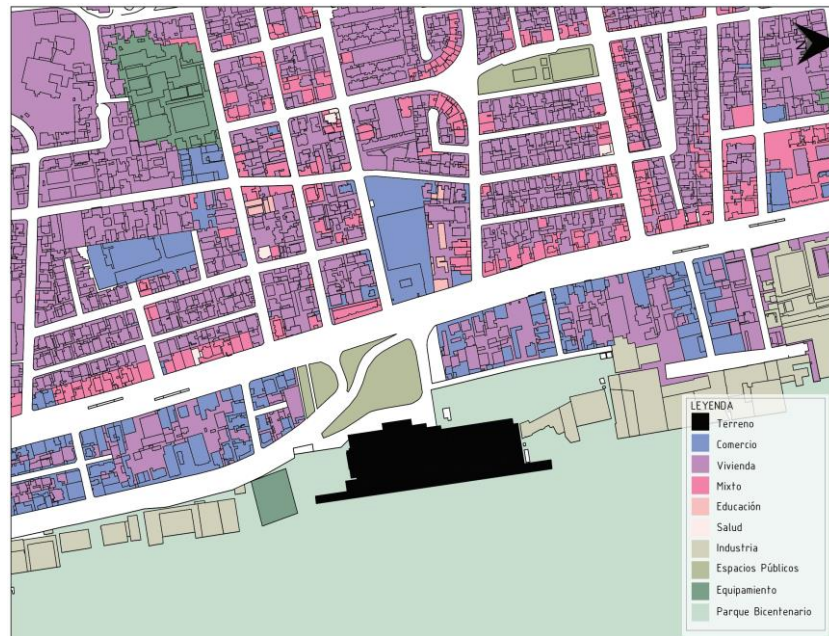 N
LEYENDA
Terreno
Comercio
Vivienda
Mixto
Educación
Salud
Industria
Espacios Públicos
Equipamiento
Parque Bicentenario